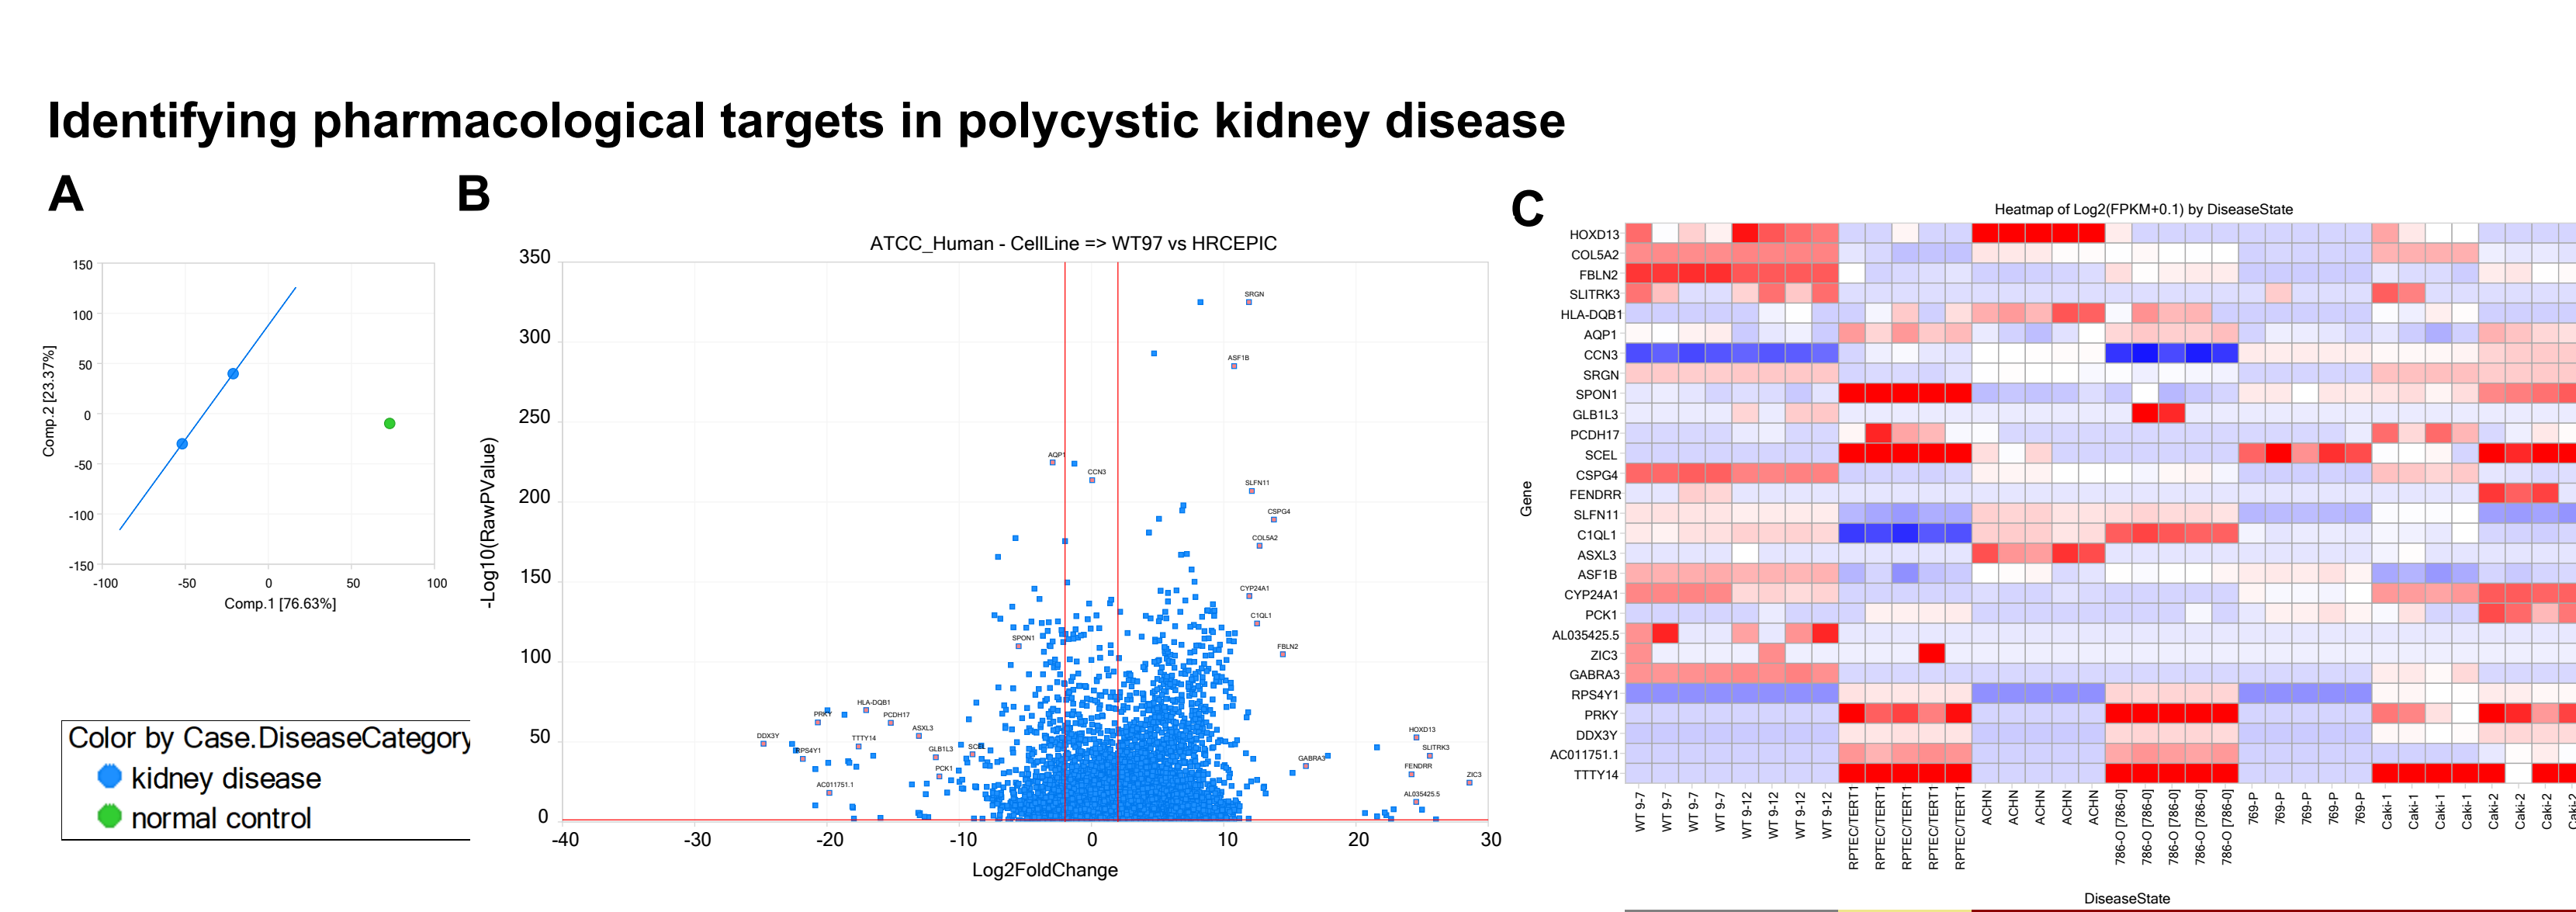 Identifying pharmacological targets in polycystic kidney disease
A
B
C
150
100
50
0
-50
-100
-150
-100
-50
0
50
100
Comp.2 [23.37%]
Comp.1 [76.63%]
Color by Case.DiseaseCategory
kidney disease
normal control
ATCC_Human - CellLine => WT97 vs HRCEPIC
350
300
250
200
150
100
50
0
-40
-30
-20
-10
0
10
20
30
-Log10(RawPValue)
Log2FoldChange
SRGN
ASF1B
AQP1
CCN3
SLFN11
CSPG4
COL5A2
CYP24A1
C1QL1
SPON1
FBLN2
HLA-DQB1
PRKY
PCDH17
DDX3Y
ASXL3
TTTY14
RPS4Y1
GLB1L3
SCEL
PCK1
AC011751.1
HOXD13
SLITRK3
GABRA3
FENDRR
ZIC3
AL035425.5
Heatmap of Log2(FPKM+0.1) by DiseaseState
Gene
HOXD13
COL5A2
FBLN2
SLITRK3
HLA-DQB1
AQP1
CCN3
SRGN
SPON1
GLB1L3
PCDH17
SCEL
CSPG4
FENDRR
SLFN11
C1QL1
ASXL3
ASF1B
CYP24A1
PCK1
AL035425.5
ZIC3
GABRA3
RPS4Y1
PRKY
DDX3Y
AC011751.1
TTTY14
WT 9-7
WT 9-7
WT 9-7
WT 9-7
WT 9-12
WT 9-12
WT 9-12
WT 9-12
RPTEC/TERT1
RPTEC/TERT1
RPTEC/TERT1
RPTEC/TERT1
RPTEC/TERT1
ACHN
ACHN
ACHN
ACHN
ACHN
786-O [786-0]
786-O [786-0]
786-O [786-0]
786-O [786-0]
786-O [786-0]
769-P
769-P
769-P
769-P
769-P
Caki-1
Caki-1
Caki-1
Caki-1
Caki-2
Caki-2
Caki-2
Caki-2
DiseaseState